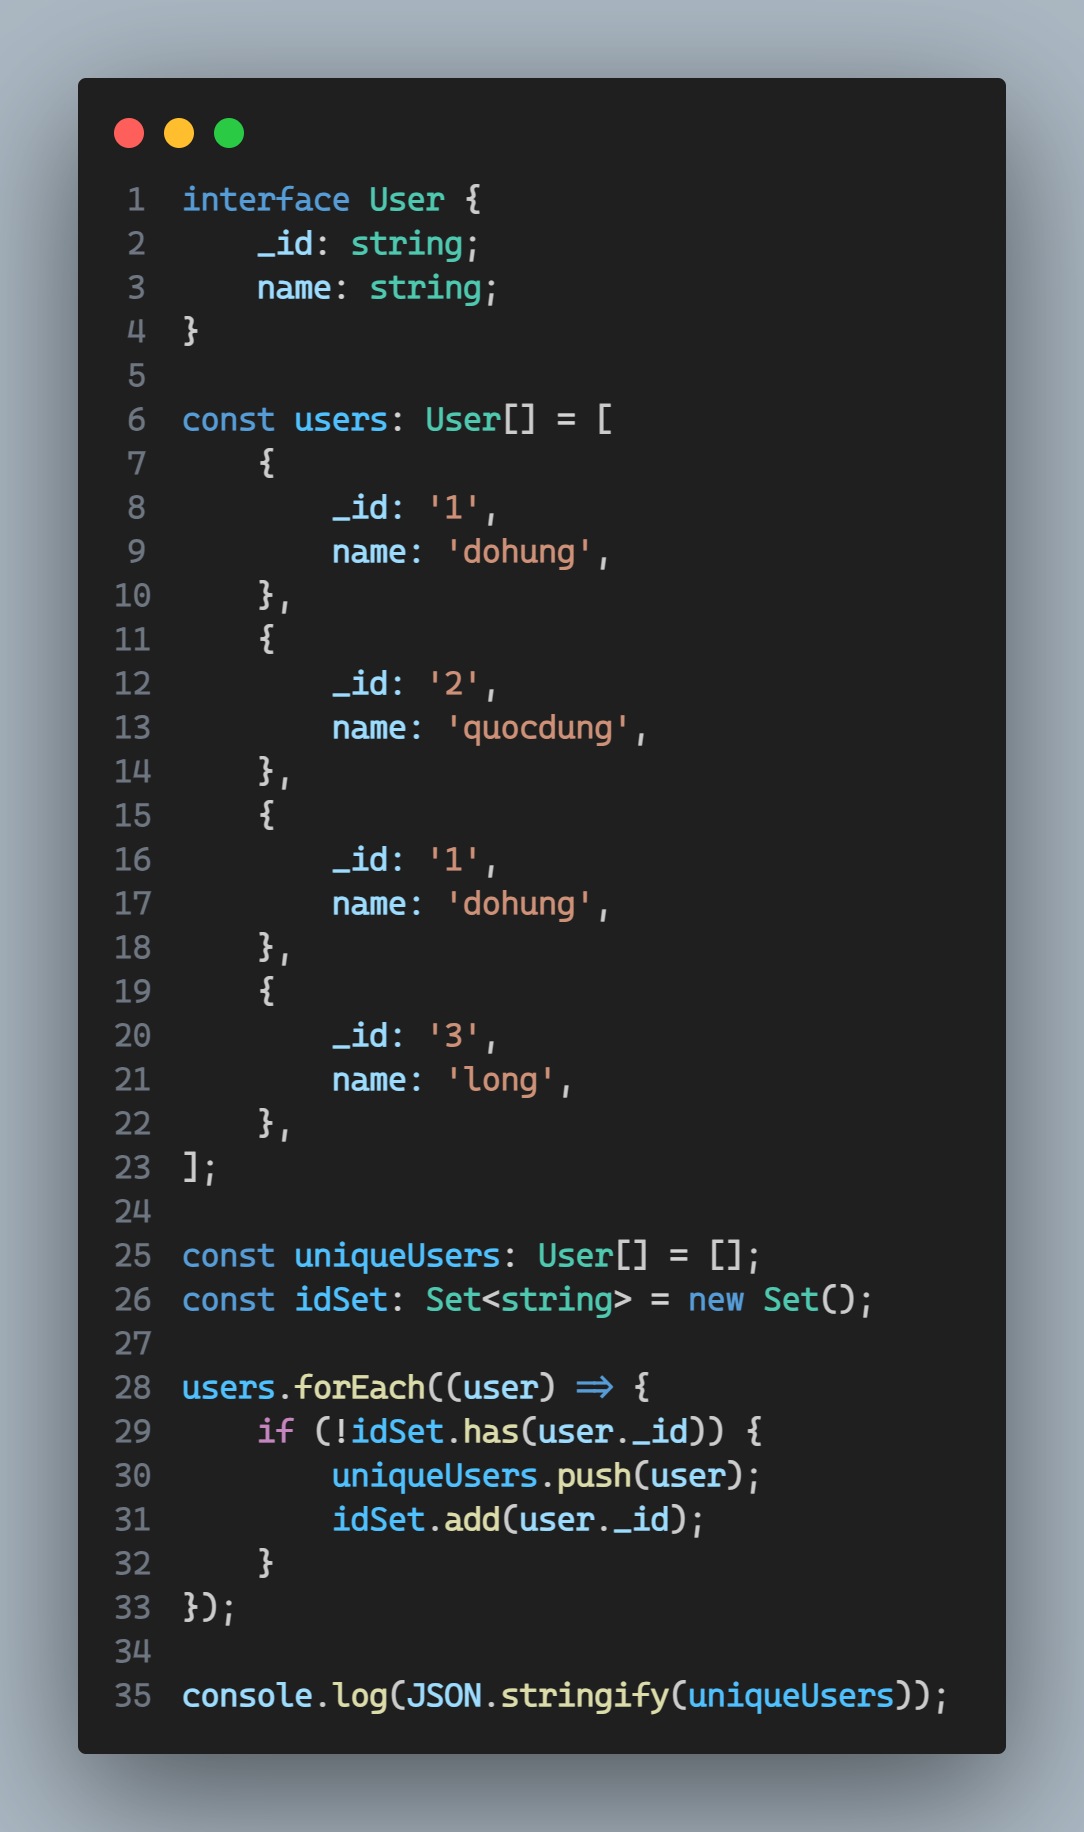 1 interface User {
2     _id: string;
3     name: string;
4 }
5
6 const users: User[] = [
7     {
8         _id: '1',
9         name: 'dohung',
10     },
11     {
12         _id: '2',
13         name: 'quocdung',
14     },
15     {
16         _id: '1',
17         name: 'dohung',
18     },
19     {
20         _id: '3',
21         name: 'long',
22     },
23 ];
24
25 const uniqueUsers: User[] = [];
26 const idSet: Set<string> = new Set();
27
28 users.forEach((user) => {
29     if (!idSet.has(user._id)) {
30         uniqueUsers.push(user);
31         idSet.add(user._id);
32     }
33 });
34
35 console.log(JSON.stringify(uniqueUsers));